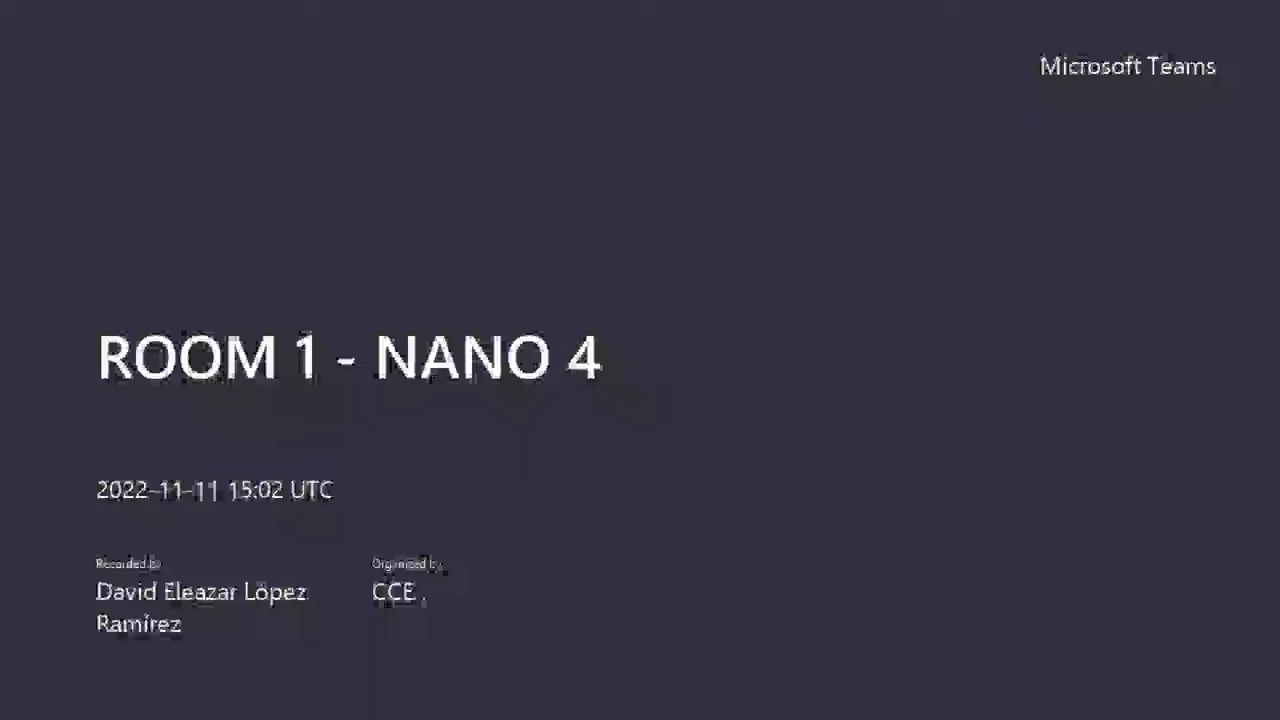 Microsoft Teams
ROOM 1 - NANO 4
2022-11-11 15:02 UTC
Recorded by
Organized by
David Eleazar López
CCE .
Ramírez